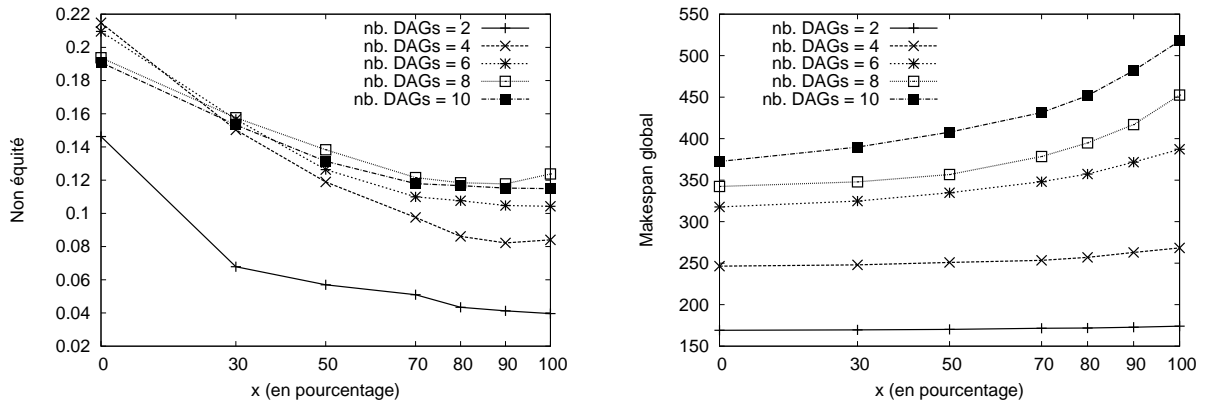 0.22
0.2
0.18
0.16
0.14
0.12
0.1
0.08
0.06
0.04
0.02
Non équité
nb. DAGs = 2
nb. DAGs = 4
nb. DAGs = 6
nb. DAGs = 8
nb. DAGs = 10
0 30 50 70 80 90 100
x (en pourcentage)
550
500
450
400
350
300
250
200
150
Makespan global
nb. DAGs = 2
nb. DAGs = 4
nb. DAGs = 6
nb. DAGs = 8
nb. DAGs = 10
0 30 50 70 80 90 100
x (en pourcentage)